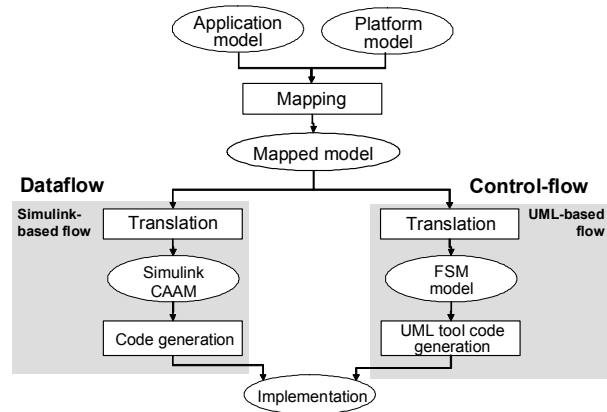 Application
model
Platform
model
Mapping
Mapped model
Dataflow
Control-flow
Simulink-
based flow
Translation
Translation
UML-based
flow
Simulink
CAAM
FSM
model
Code generation
UML tool code
generation
Implementation